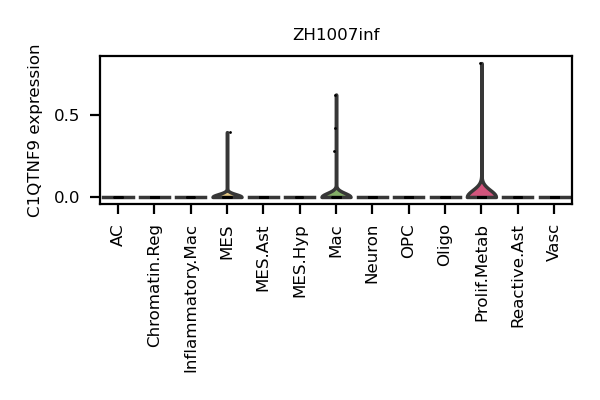 ZH1007inf
C1QTNF9 expression
0.5
0.0
AC
Chromatin.Reg
Inflammatory.Mac
MES
MES.Ast
MES.Hyp
Mac
Neuron
OPC
Oligo
Prolif.Metab
Reactive.Ast
Vasc